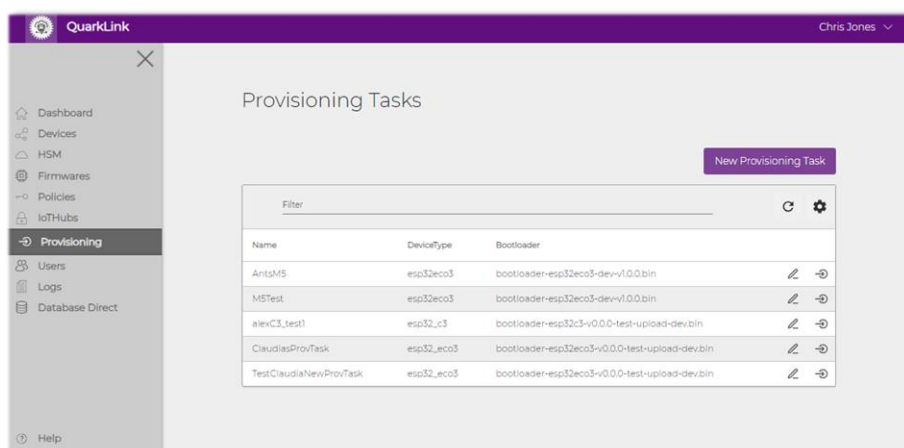 QuarkLink
Chris Jones
Dashboard
Devices
HSM
Firmwares
Policies
IoTHubs
Provisioning
Users
Logs
Database Direct
Help
Provisioning Tasks
New Provisioning Task
Filter
Name DeviceType Bootloader
AntsM5 esp32eco3 bootloader-esp32eco3-dev-v1.0.0.bin
M5Test esp32eco3 bootloader-esp32eco3-dev-v1.0.0.bin
alexC3_test1 esp32_c3 bootloader-esp32c3-v0.0.0-test-upload-dev.bin
ClaudiasProvTask esp32_eco3 bootloader-esp32eco3-v0.0.0-test-upload-dev.bin
TestClaudiaNewProvTask esp32_eco3 bootloader-esp32eco3-v0.0.0-test-upload-dev.bin